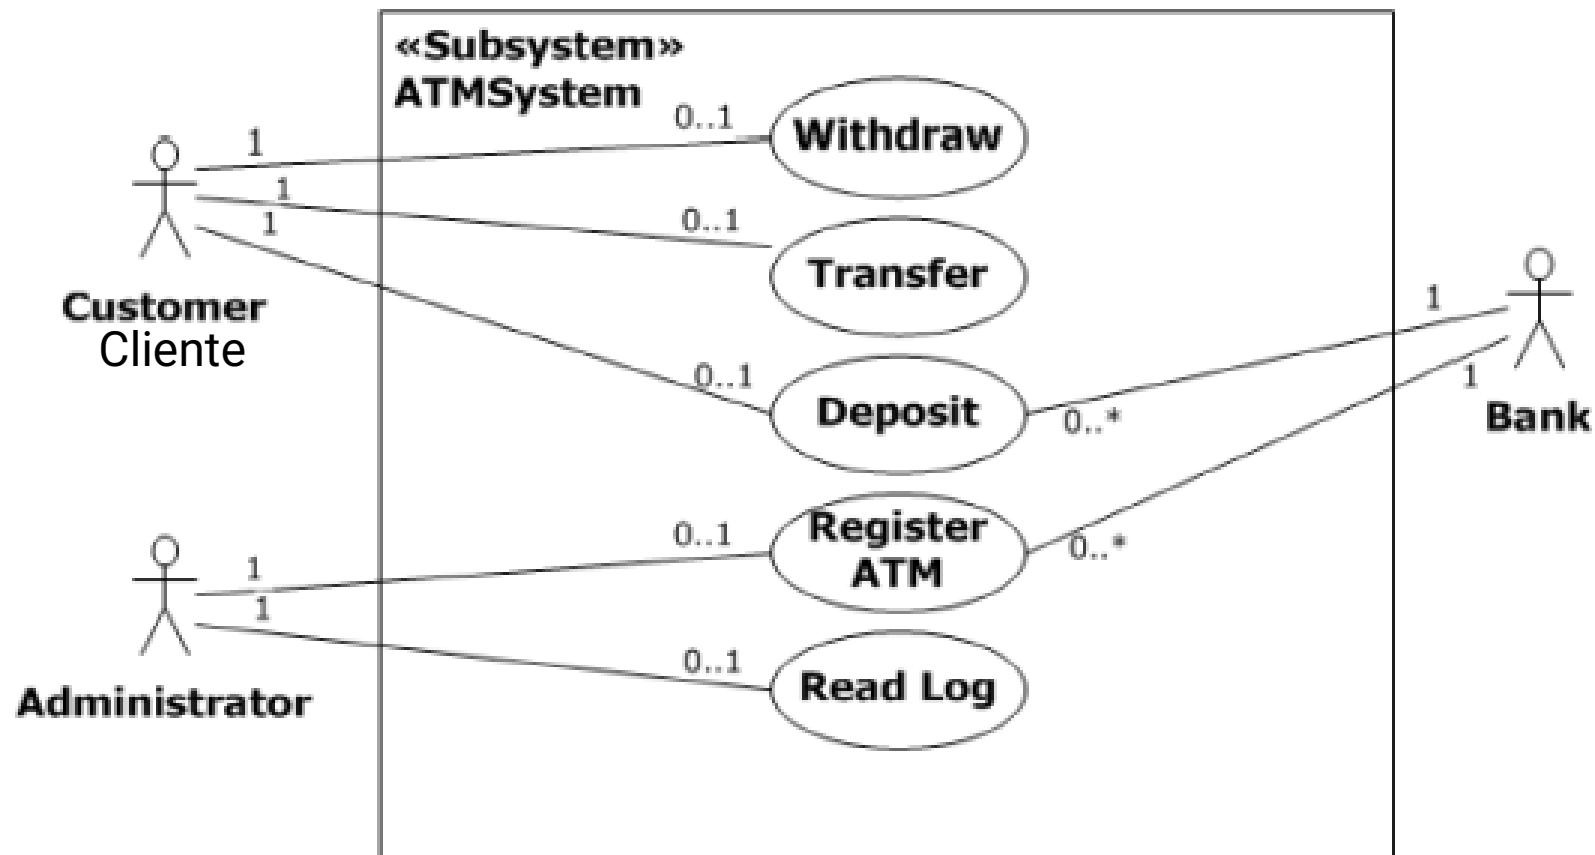 «Subsystem»
ATMSystem
1
0..1
Withdraw
1
0..1
Transfer
1
0..1
Deposit
Customer
Cliente
1
0..*
1
0..*
Bank
1
0..1
Register
ATM
1
0..1
Read Log
Administrator